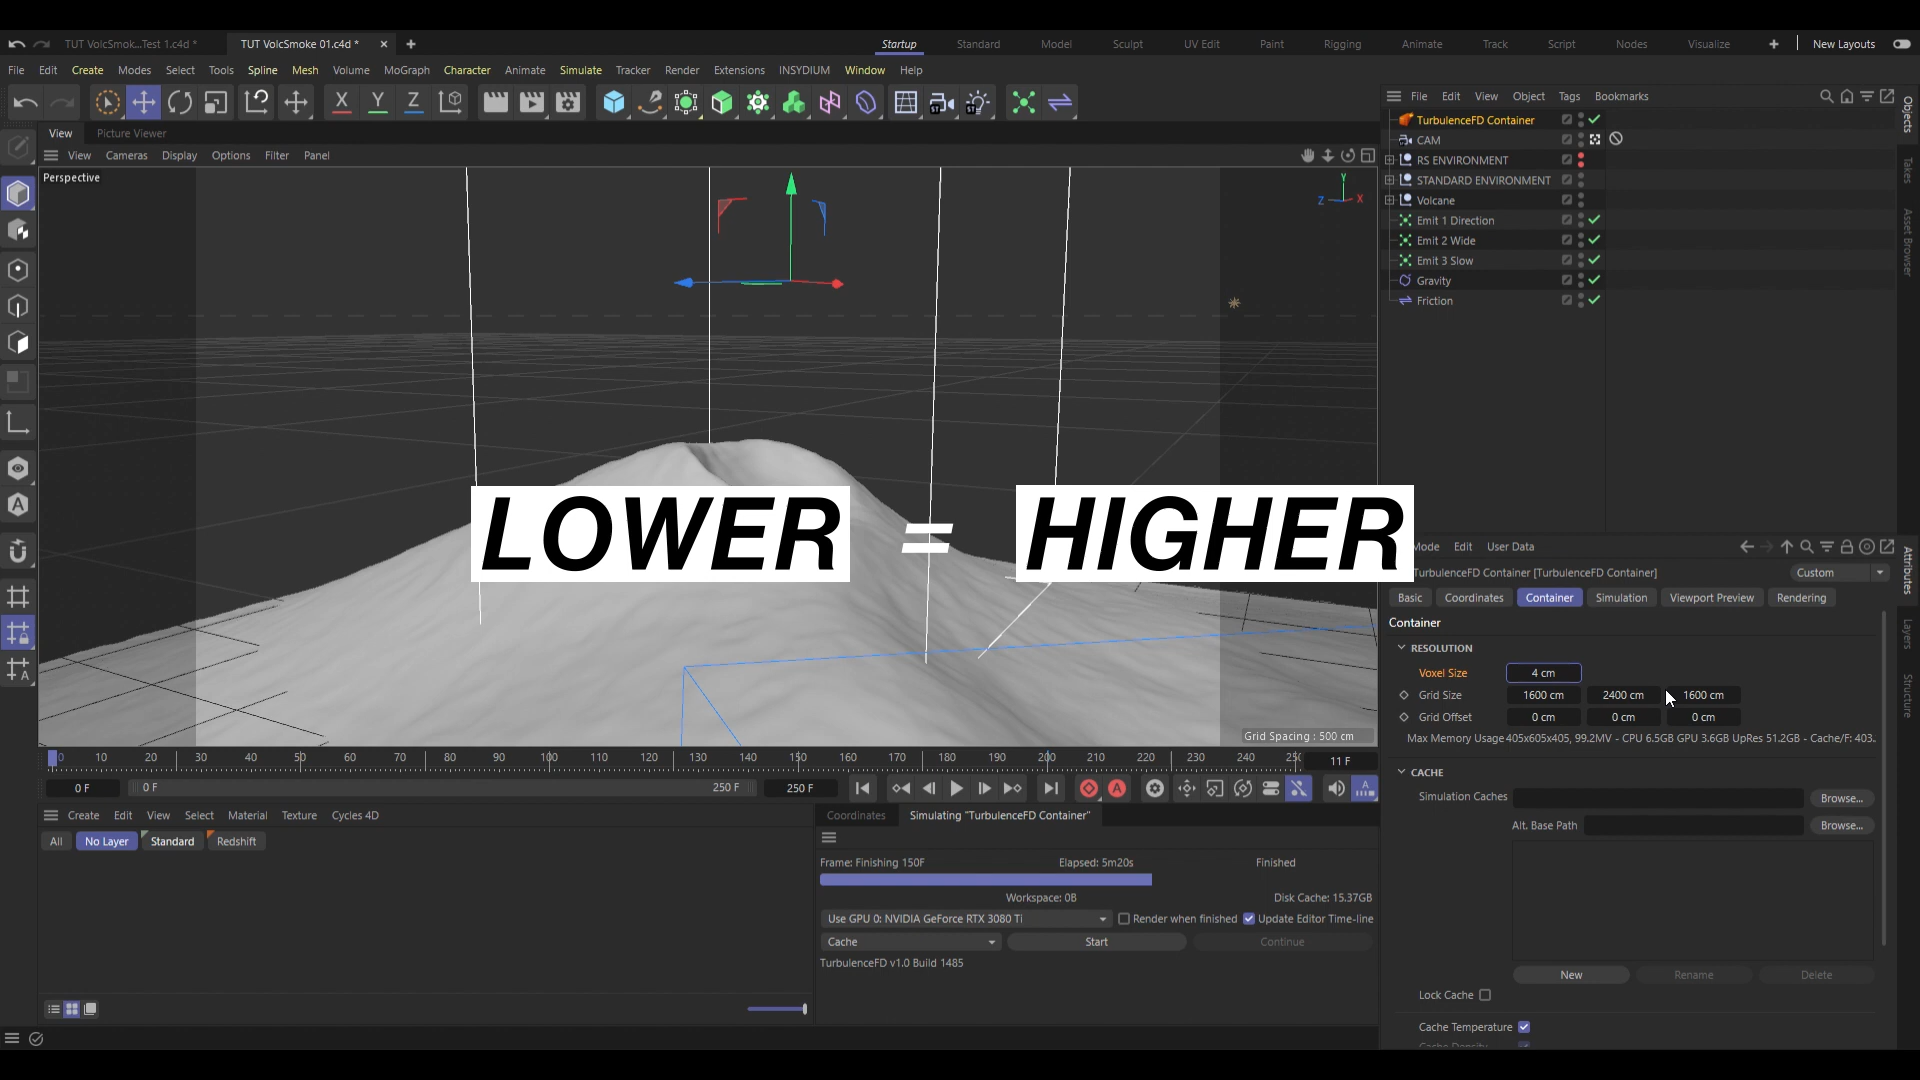 TUT VolcSmok...Test 1.c4d *
TUT VolcSmoke 01.c4d *
Startup Standard Model Sculpt UV Edit Paint Rigging Animate Track Script Nodes Visualize + New Layouts
File Edit Create Modes Select Tools Spline Mesh Volume MoGraph Character Animate Simulate Tracker Render Extensions INSYDIUM Window Help
X Y Z
File Edit View Object Tags Bookmarks
View Picture Viewer
View Cameras Display Options Filter Panel
Perspective
Y
Z X
TurbulenceFD Container
CAM
RS ENVIRONMENT
STANDARD ENVIRONMENT
Volcane
Emit 1 Direction
Emit 2 Wide
Emit 3 Slow
Gravity
Friction
Objects
Takes
Asset Browser
LOWER = HIGHER
Mode Edit User Data
TurbulenceFD Container [TurbulenceFD Container]
Custom
Basic Coordinates Container Simulation Viewport Preview Rendering
Container
RESOLUTION
Voxel Size 4 cm
Grid Size 1600 cm 2400 cm 1600 cm
Grid Offset 0 cm 0 cm 0 cm
Max Memory Usage 405x605x405, 99.2MV - CPU 6.5GB GPU 3.6GB UpRes 51.2GB - Cache/F: 403..
CACHE
Simulation Caches Browse...
Alt. Base Path Browse...
New Rename Delete
Lock Cache
Cache Temperature
Cache Density
Attributes
Layers
Structure
Grid Spacing : 500 cm
0 10 20 30 40 50 60 70 80 90 100 110 120 130 140 150 160 170 180 190 200 210 220 230 240 25 11 F
0 F 0 F 250 F 250 F
Create Edit View Select Material Texture Cycles 4D
All No Layer Standard Redshift
Coordinates Simulating "TurbulenceFD Container"
Frame: Finishing 150F Elapsed: 5m20s Finished
Workspace: 0B Disk Cache: 15.37GB
Use GPU 0: NVIDIA GeForce RTX 3080 Ti Render when finished Update Editor Time-line
Cache Start Continue
TurbulenceFD v1.0 Build 1485